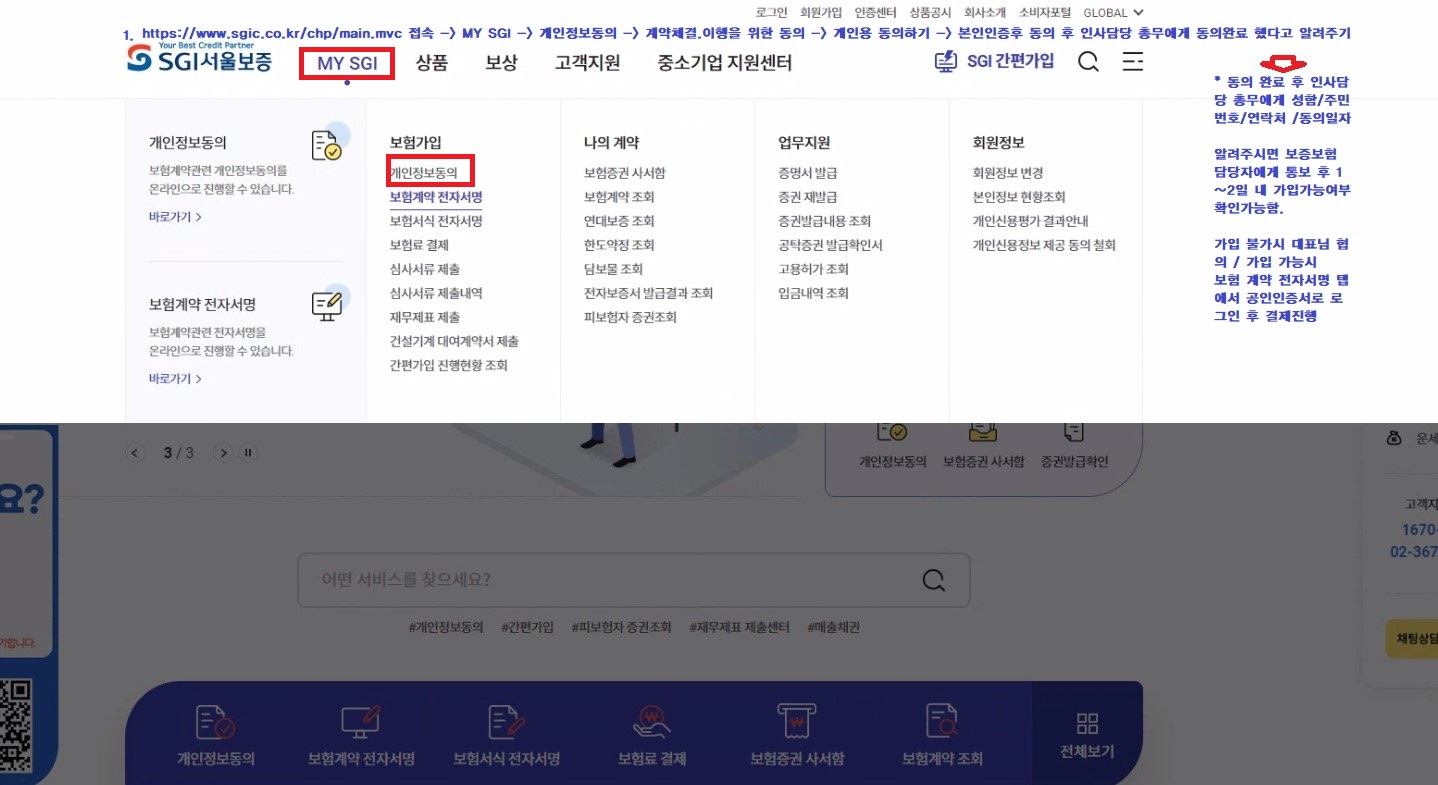 로그인 회원가입 인증센터 상품공시 회사소개 소비자포털 GLOBAL
1. https://www.sgic.co.kr/chp/main.mvc 접속 -> MY SGI -> 개인정보동의 -> 계약체결.이행을 위한 동의 -> 개인용 동의하기 -> 본인인증후 동의 후 인사담당 총무에게 동의완료 했다고 알려주기
Your Best Credit Partner
SGI서울보증
MY SGI 상품 보상 고객지원 중소기업 지원센터
SGI 간편가입
* 동의 완료 후 인사담
당 총무에게 성함/주민
번호/연락처 /동의일자
알려주시면 보증보험
담당자에게 통보 후 1
~2일 내 가입가능여부
확인가능함.
가입 불가시 대표님 협
의 / 가입 가능시
보험 계약 전자서명 탭
에서 공인인증서로 로
그인 후 결제진행
개인정보동의
보험계약관련 개인정보동의를
온라인으로 진행할 수 있습니다.
바로가기 >
보험계약 전자서명
보험계약관련 전자서명을
온라인으로 진행할 수 있습니다.
바로가기 >
보험가입
개인정보동의
보험계약 전자서명
보험서식 전자서명
보험료 결제
심사서류 제출
심사서류 제출내역
재무제표 제출
건설기계 대여계약서 제출
간편가입 진행현황 조회
나의 계약
보험증권 사서함
보험계약 조회
연대보증 조회
한도약정 조회
담보물 조회
전자보증서 발급결과 조회
피보험자 증권조회
업무지원
증명서 발급
증권 재발급
증권발급내용 조회
공탁증권 발급확인서
고용허가 조회
입금내역 조회
회원정보
회원정보 변경
본인정보 현황조회
개인신용평가 결과안내
개인신용정보 제공 동의 철회
3 / 3
개인정보동의 보험증권 사서함 증권발급확인
운세
요?
고객지
1670-
02-367
어떤 서비스를 찾으세요?
#개인정보동의 #간편가입 #피보험자 증권조회 #재무제표 제출센터 #매출채권
가합니다.
채팅상담
개인정보동의 보험계약 전자서명 보험서식 전자서명 보험료 결제 보험증권 사서함 보험계약 조회 전체보기